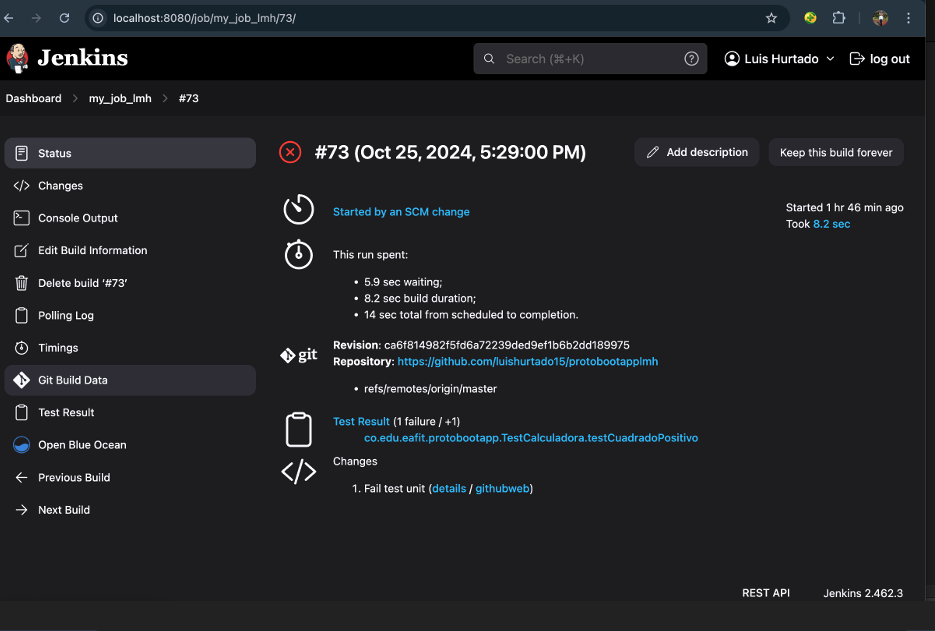 localhost:8080/job/my_job_lmh/73/
Jenkins
Search (⌘+K)
Luis Hurtado
log out
Dashboard > my_job_lmh > #73
Status
Changes
Console Output
Edit Build Information
Delete build ‘#73’
Polling Log
Timings
Git Build Data
Test Result
Open Blue Ocean
Previous Build
Next Build
#73 (Oct 25, 2024, 5:29:00 PM)
Add description
Keep this build forever
Started by an SCM change
Started 1 hr 46 min ago
Took 8.2 sec
This run spent:
• 5.9 sec waiting;
• 8.2 sec build duration;
• 14 sec total from scheduled to completion.
git
Revision: ca6f814982f5fd6a72239ded9ef1b6b2dd189975
Repository: https://github.com/luishurtado15/protobootapplmh
• refs/remotes/origin/master
Test Result (1 failure / +1)
co.edu.eafit.protobootapp.TestCalculadora.testCuadradoPositivo
Changes
1. Fail test unit (details / githubweb)
REST API
Jenkins 2.462.3